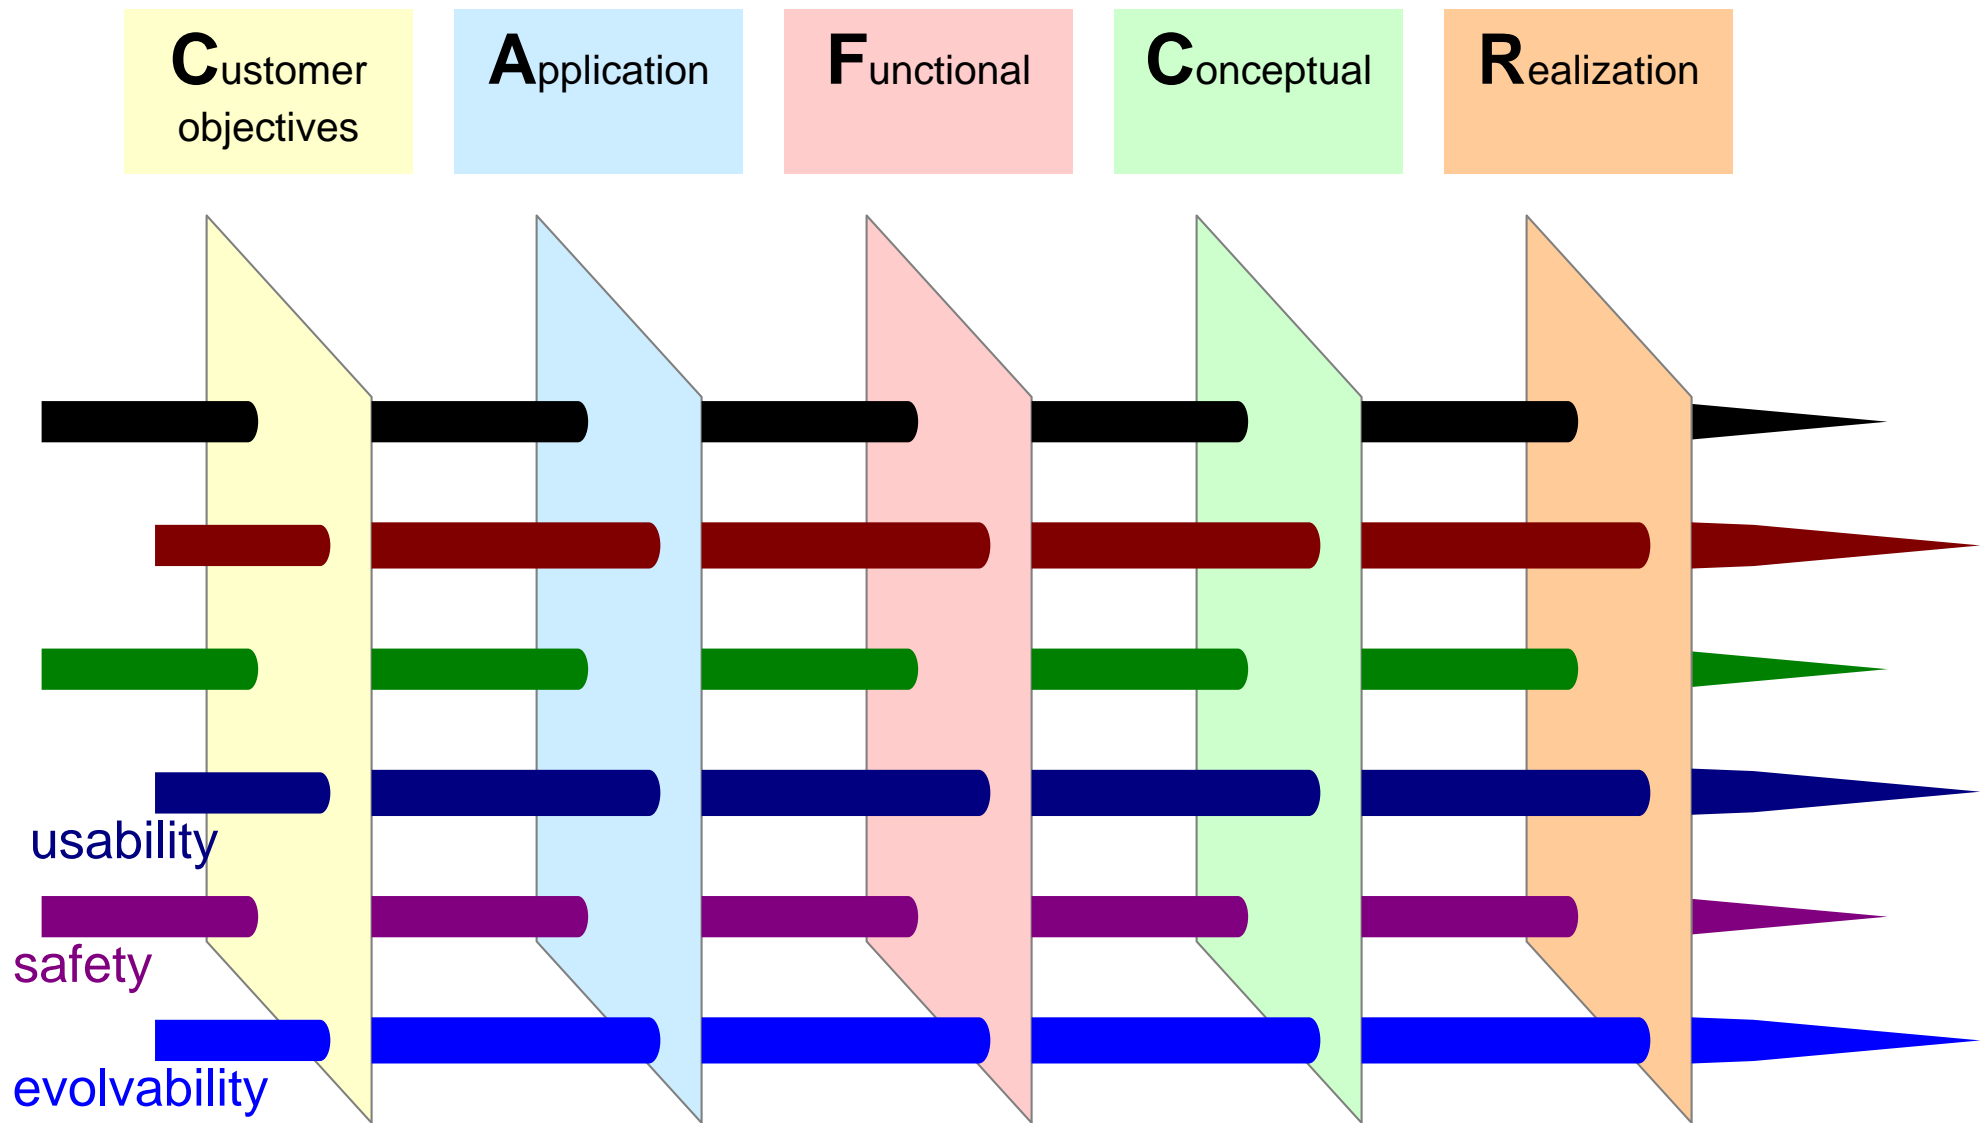 Customer
objectives
Application
Functional
Conceptual
Realization
usability
safety
evolvability